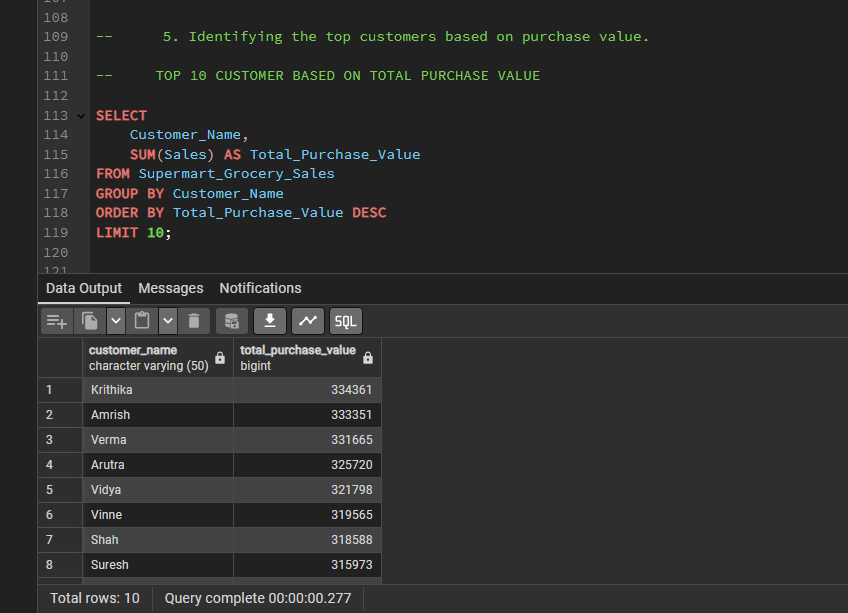 108
109 -- 5. Identifying the top customers based on purchase value.
110
111 -- TOP 10 CUSTOMER BASED ON TOTAL PURCHASE VALUE
112
113 SELECT
114 Customer_Name,
115 SUM(Sales) AS Total_Purchase_Value
116 FROM Supermart_Grocery_Sales
117 GROUP BY Customer_Name
118 ORDER BY Total_Purchase_Value DESC
119 LIMIT 10;
120
121
Data Output Messages Notifications
SQL
customer_name total_purchase_value
character varying (50) bigint
1 Krithika 334361
2 Amrish 333351
3 Verma 331665
4 Arutra 325720
5 Vidya 321798
6 Vinne 319565
7 Shah 318588
8 Suresh 315973
Total rows: 10 Query complete 00:00:00.277